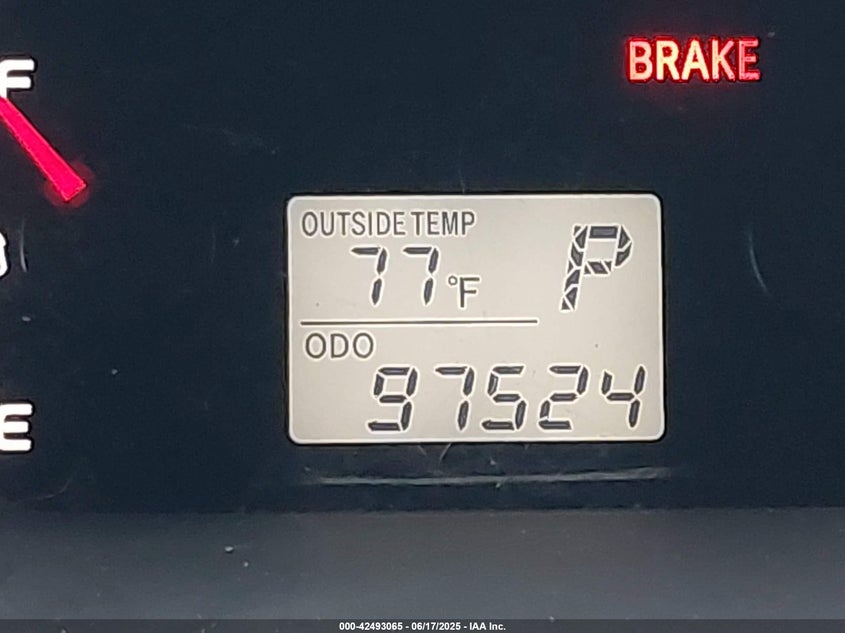 F
BRAKE
OUTSIDE TEMP
77°F
P
ODO
97524
E
000-42493065 - 06/17/2025 - IAA Inc.